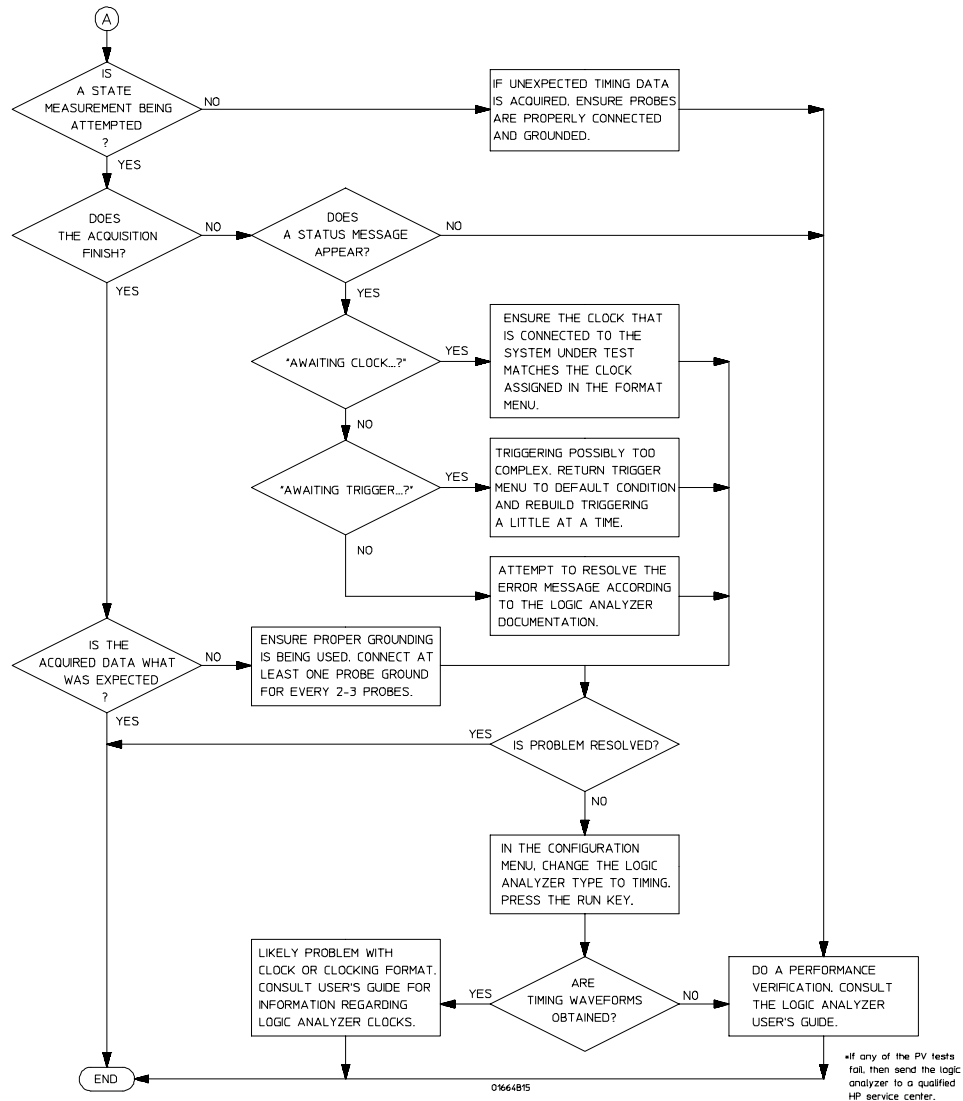 A
IS
A STATE
MEASUREMENT BEING
ATTEMPTED
?
NO
IF UNEXPECTED TIMING DATA
IS ACQUIRED, ENSURE PROBES
ARE PROPERLY CONNECTED
AND GROUNDED.
YES
DOES
THE ACQUISITION
FINISH?
NO
DOES
A STATUS MESSAGE
APPEAR?
NO
YES
YES
"AWAITING CLOCK...?"
YES
ENSURE THE CLOCK THAT
IS CONNECTED TO THE
SYSTEM UNDER TEST
MATCHES THE CLOCK
ASSIGNED IN THE FORMAT
MENU.
NO
"AWAITING TRIGGER...?"
YES
TRIGGERING POSSIBLY TOO
COMPLEX. RETURN TRIGGER
MENU TO DEFAULT CONDITION
AND REBUILD TRIGGERING
A LITTLE AT A TIME.
NO
ATTEMPT TO RESOLVE THE
ERROR MESSAGE ACCORDING
TO THE LOGIC ANALYZER
DOCUMENTATION.
IS THE
ACQUIRED DATA WHAT
WAS EXPECTED
?
NO
ENSURE PROPER GROUNDING
IS BEING USED. CONNECT AT
LEAST ONE PROBE GROUND
FOR EVERY 2-3 PROBES.
YES
YES
IS PROBLEM RESOLVED?
NO
IN THE CONFIGURATION
MENU, CHANGE THE LOGIC
ANALYZER TYPE TO TIMING.
PRESS THE RUN KEY.
LIKELY PROBLEM WITH
CLOCK OR CLOCKING FORMAT.
CONSULT USER'S GUIDE FOR
INFORMATION REGARDING
LOGIC ANALYZER CLOCKS.
YES
ARE
TIMING WAVEFORMS
OBTAINED?
NO
DO A PERFORMANCE
VERIFICATION. CONSULT
THE LOGIC ANALYZER
USER'S GUIDE.
END
01664B15
*If any of the PV tests
fail, then send the logic
analyzer to a qualified
HP service center.